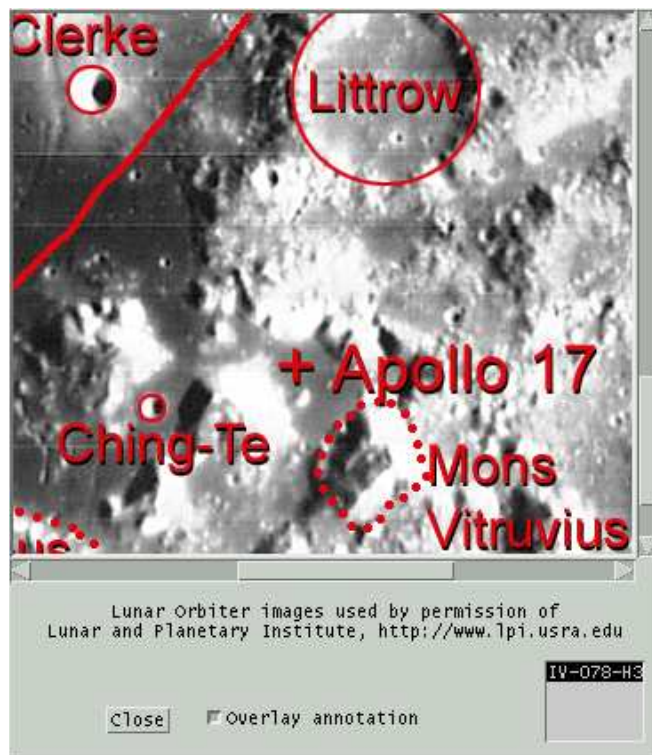 Clerke
Littrow
+ Apollo 17
Ching-Te
Mons
Vitruvius
us
Lunar Orbiter images used by permission of
Lunar and Planetary Institute, http://www.lpi.usra.edu
IV-078-H3
Close
Overlay annotation